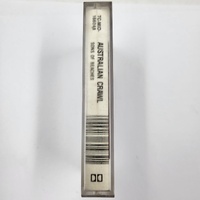 AUSTRALIAN CRAWL
SONS OF BEACHES